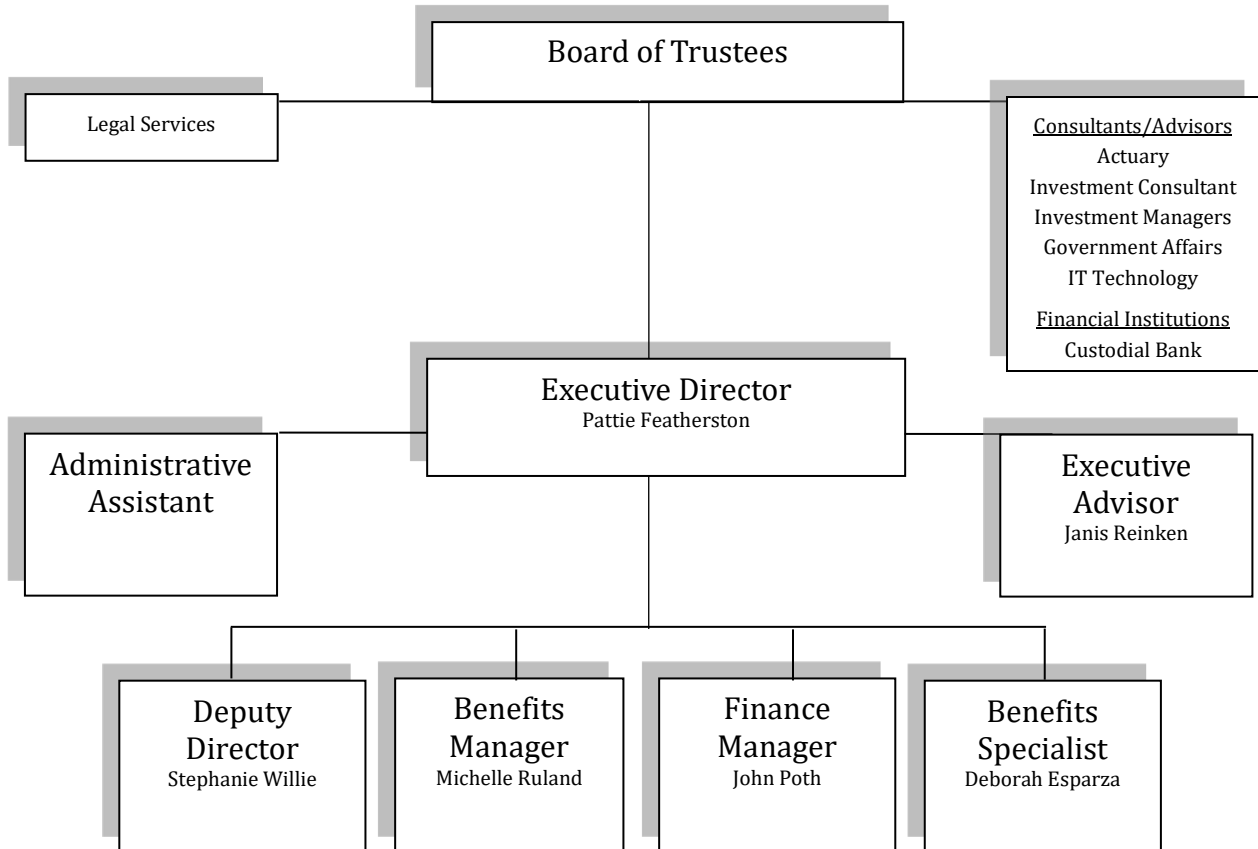 Board of Trustees
Legal Services
Consultants/Advisors
Actuary
Investment Consultant
Investment Managers
Government Affairs
IT Technology
Financial Institutions
Custodial Bank
Executive Director
Pattie Featherston
Administrative
Assistant
Executive
Advisor
Janis Reinken
Deputy
Director
Stephanie Willie
Benefits
Manager
Michelle Ruland
Finance
Manager
John Poth
Benefits
Specialist
Deborah Esparza